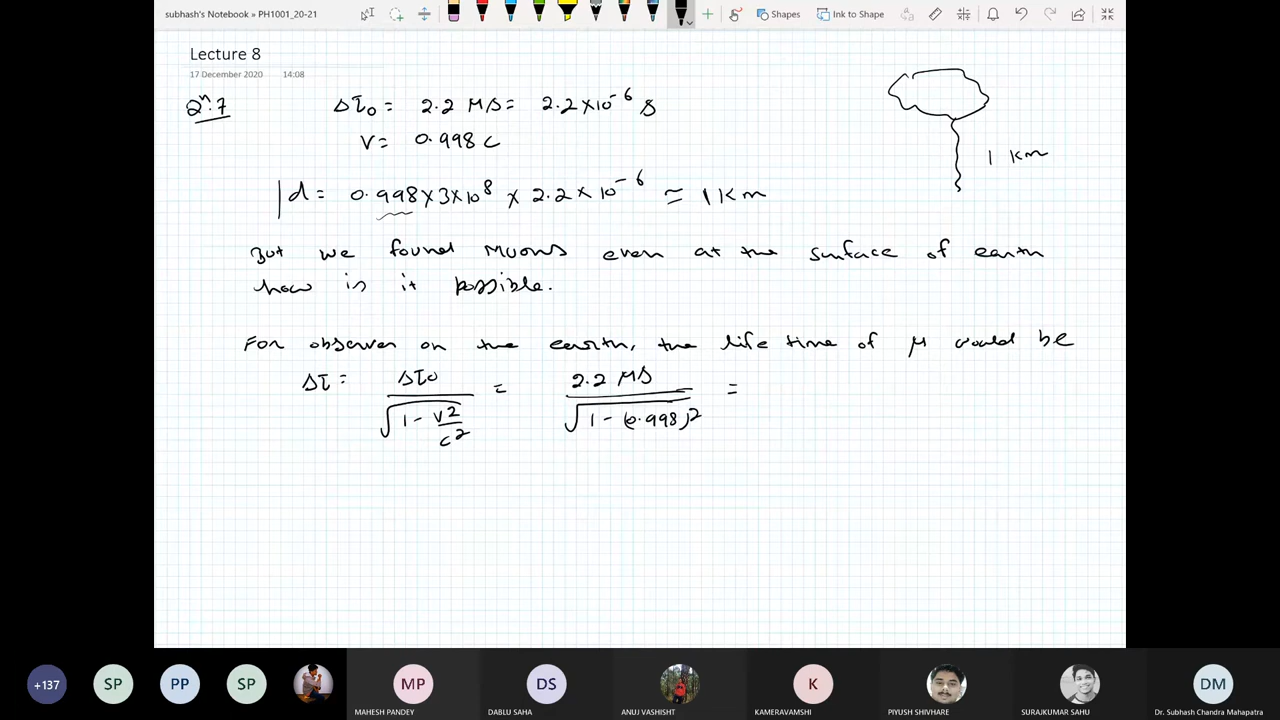 subhash's Notebook » PH1001_20-21
Shapes
Ink to Shape
Lecture 8
17 December 2020 14:08
Qⁿ:7
Δτ₀ = 2.2 μs = 2.2×10⁻⁶ s
v = 0.998 c
1 km
d = 0.998×3×10⁸ × 2.2×10⁻⁶ ≃ 1 km
But we found muons even at the surface of earth
how is it possible.
For observer on the earth, the life time of μ would be
Δτ = Δτ₀ / √(1 - v²/c²) = 2.2 μs / √(1 - (0.998)²) =
+137
SP
PP
SP
MP
DS
K
DM
MAHESH PANDEY
DABLU SAHA
ANUJ VASHISHT
KAMERAVAMSHI
PIYUSH SHIVHARE
SURAJKUMAR SAHU
Dr. Subhash Chandra Mahapatra